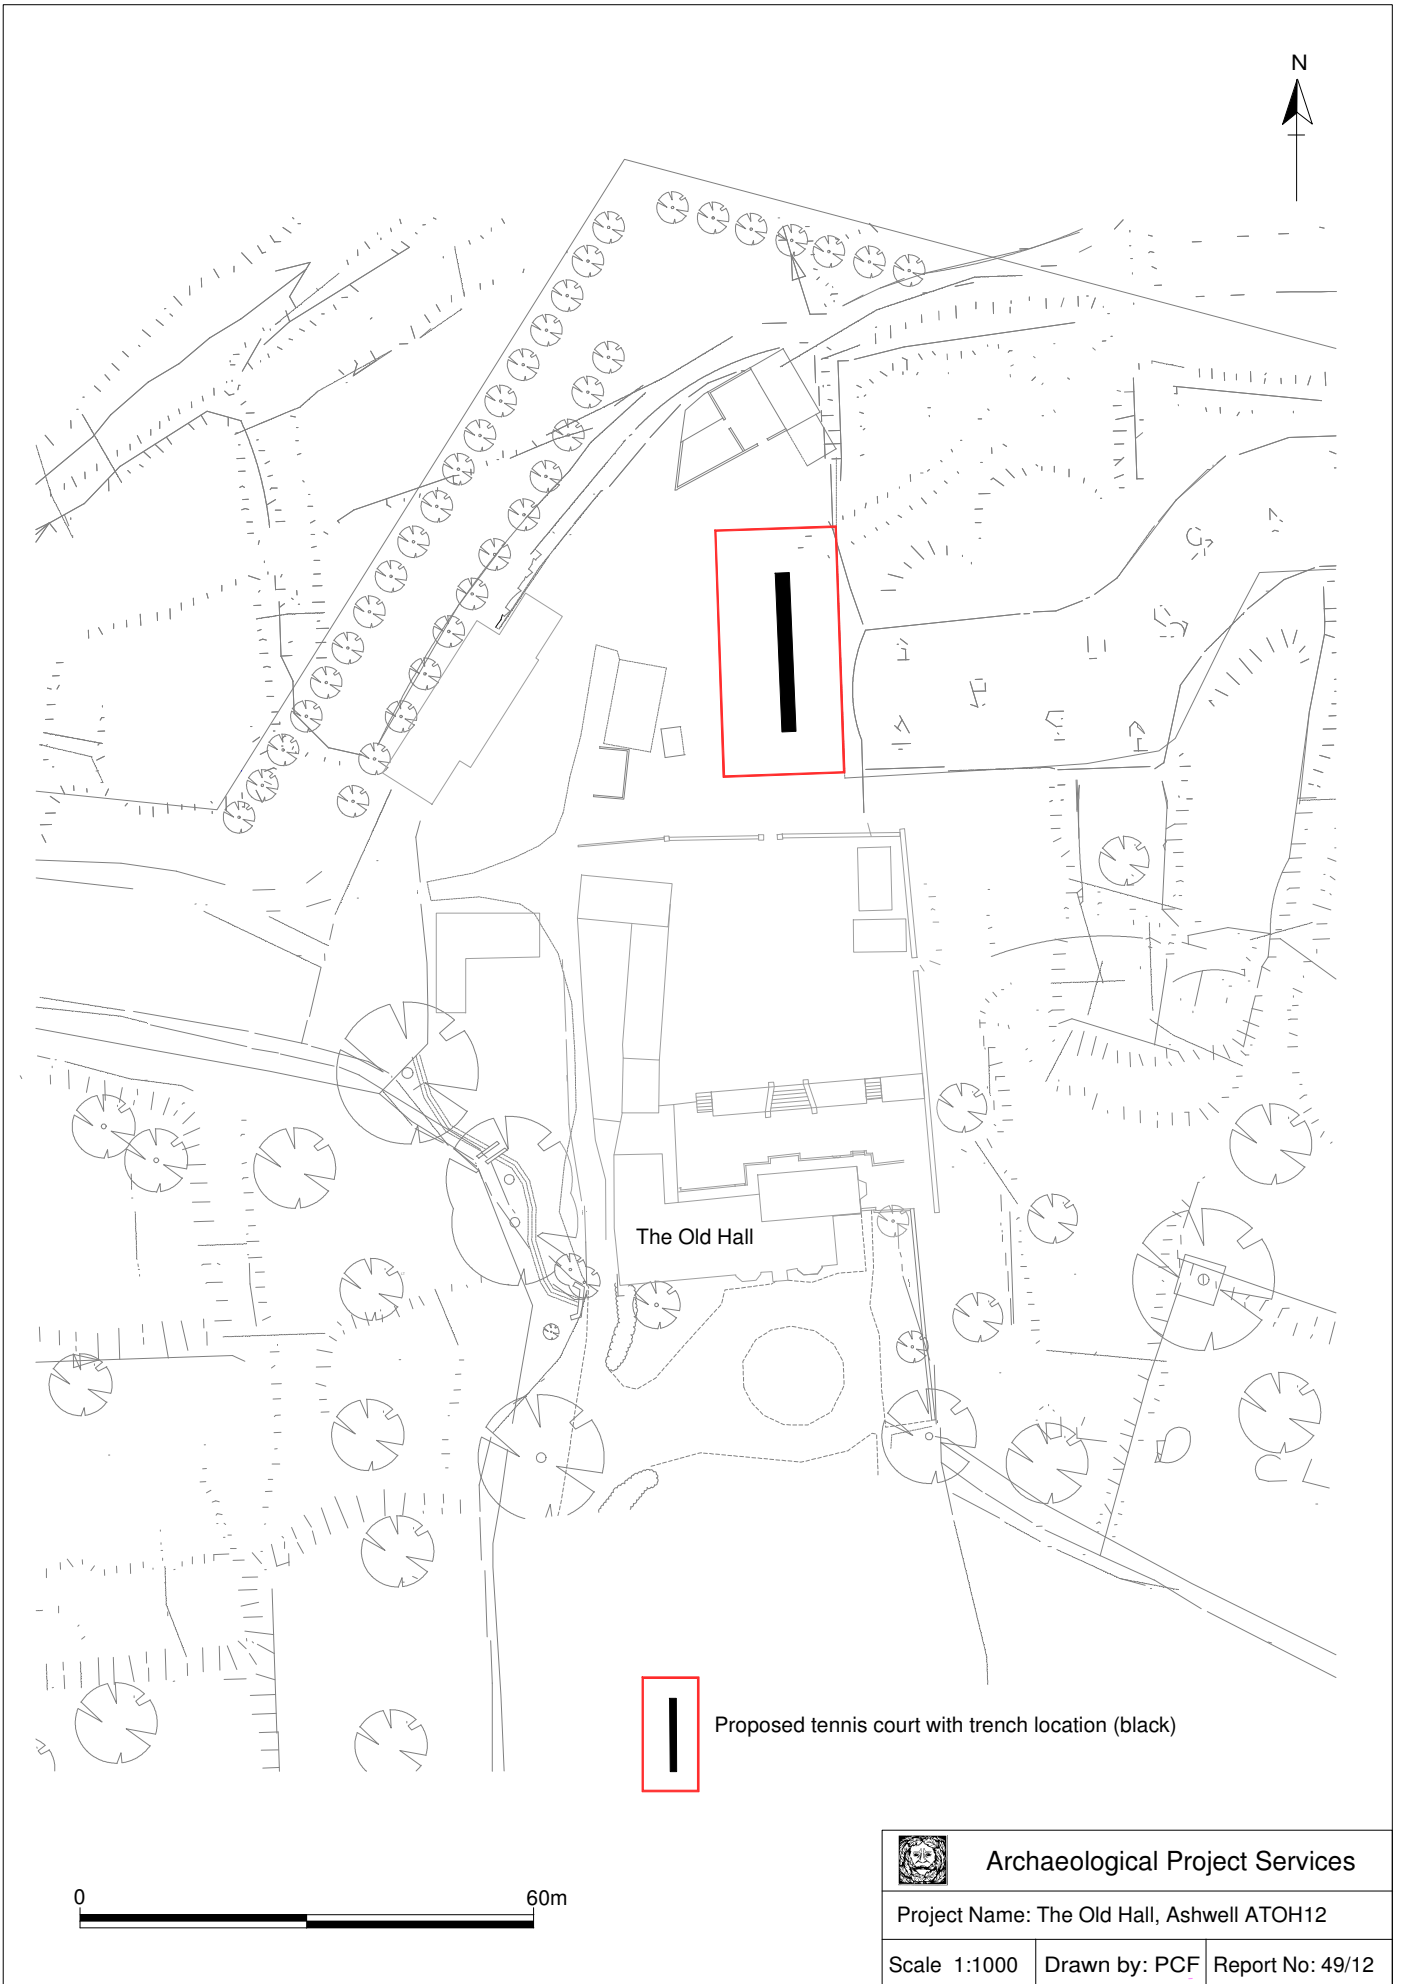 N
The Old Hall
Proposed tennis court with trench location (black)
0 60m
Archaeological Project Services
Project Name: The Old Hall, Ashwell ATOH12
Scale 1:1000 Drawn by: PCF Report No: 49/12